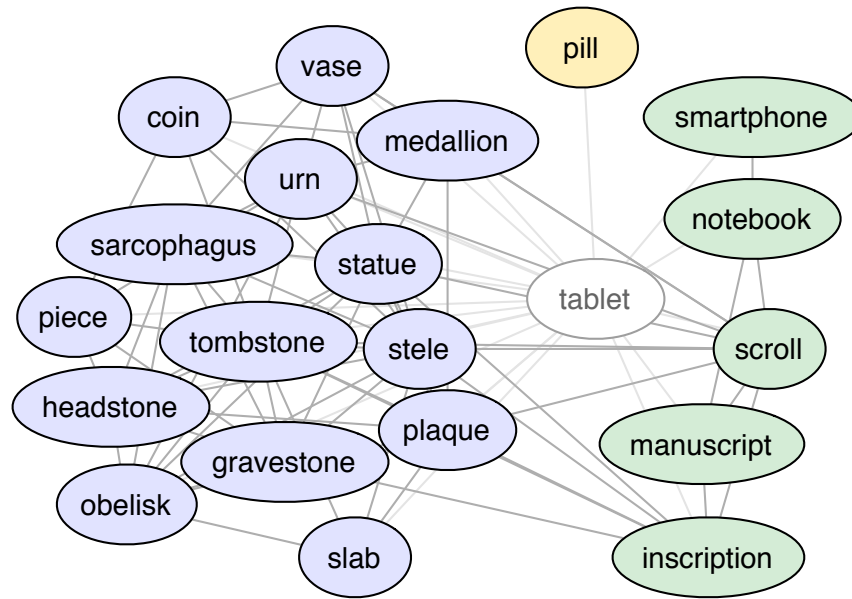 vase
pill
coin
smartphone
medallion
urn
notebook
sarcophagus
statue
tablet
piece
tombstone
stele
scroll
headstone
plaque
manuscript
gravestone
obelisk
slab
inscription